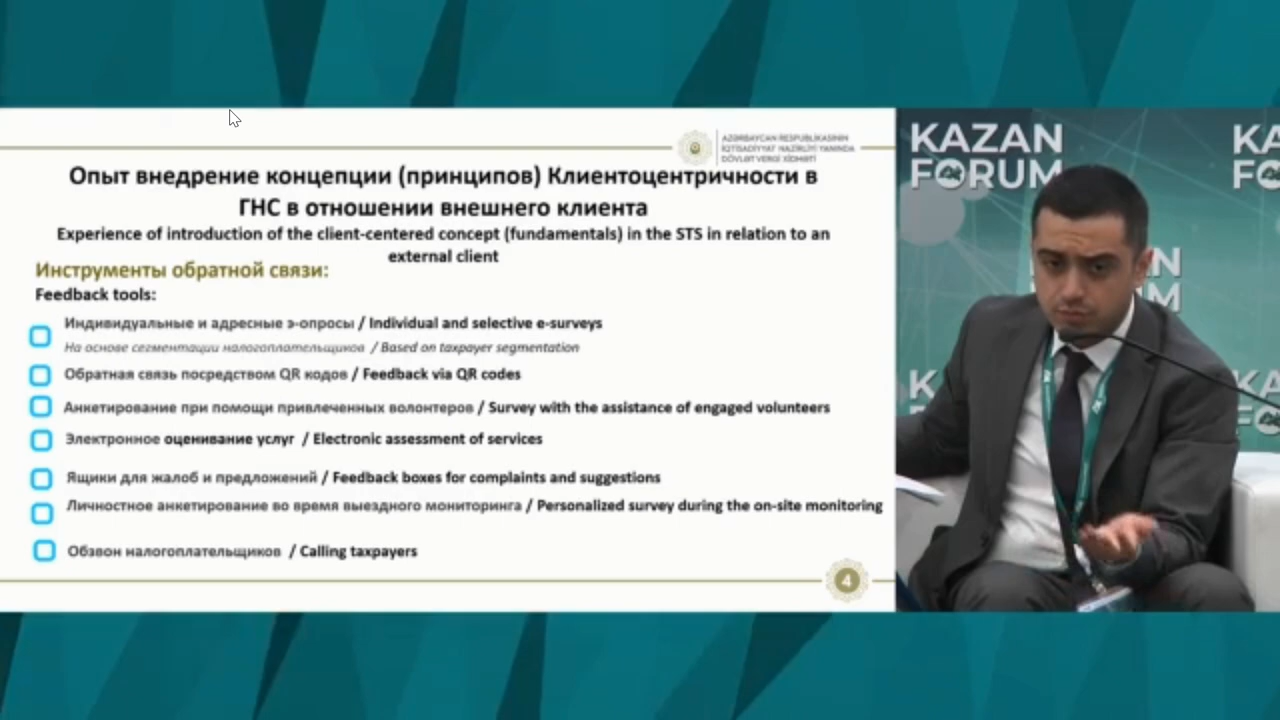 AZƏRBAYCAN RESPUBLİKASININ
İQTİSADİYYAT NAZİRLİYİ YANINDA
DÖVLƏT VERGİ XİDMƏTİ
Опыт внедрение концепции (принципов) Клиентоцентричности в
ГНС в отношении внешнего клиента
Experience of introduction of the client-centered concept (fundamentals) in the STS in relation to an
external client
Инструменты обратной связи:
Feedback tools:
Индивидуальные и адресные э-опросы / Individual and selective e-surveys
На основе сегментации налогоплательщиков / Based on taxpayer segmentation
Обратная связь посредством QR кодов / Feedback via QR codes
Анкетирование при помощи привлеченных волонтеров / Survey with the assistance of engaged volunteers
Электронное оценивание услуг / Electronic assessment of services
Ящики для жалоб и предложений / Feedback boxes for complaints and suggestions
Личностное анкетирование во время выездного мониторинга / Personalized survey during the on-site monitoring
Обзвон налогоплательщиков / Calling taxpayers
4
KAZAN
FORUM
KA
FO
AN
UM
K
F
KA
FO